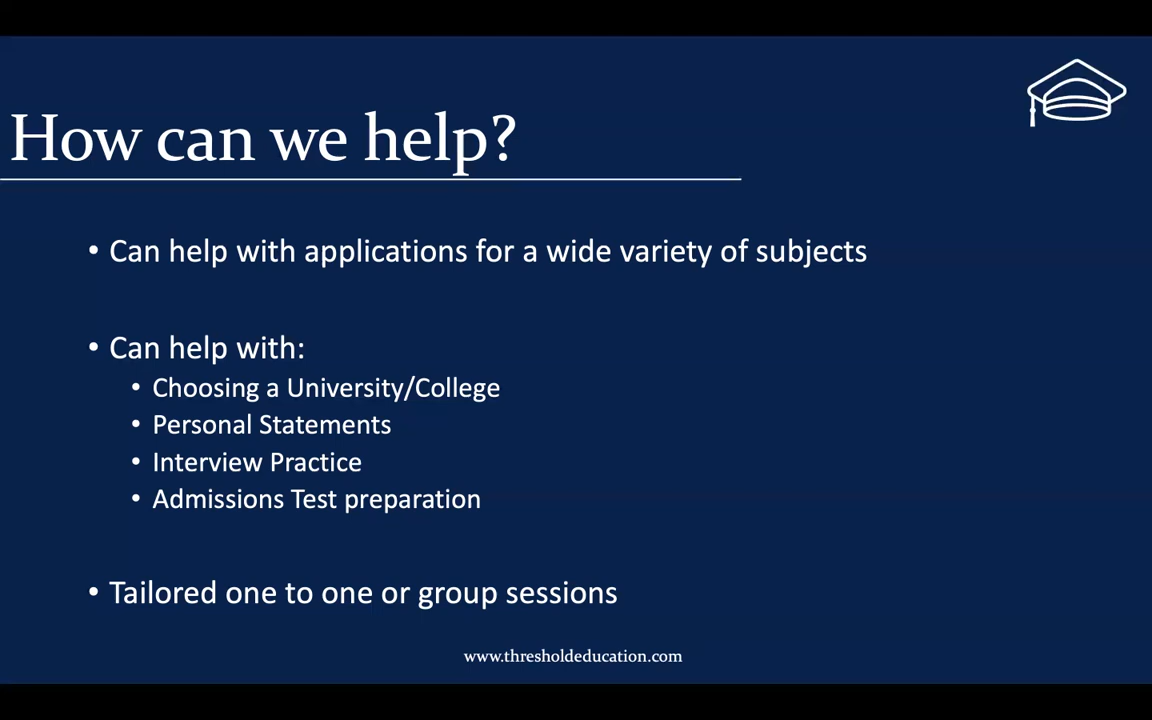 How can we help?
• Can help with applications for a wide variety of subjects
• Can help with:
• Choosing a University/College
• Personal Statements
• Interview Practice
• Admissions Test preparation
• Tailored one to one or group sessions
www.thresholdeducation.com